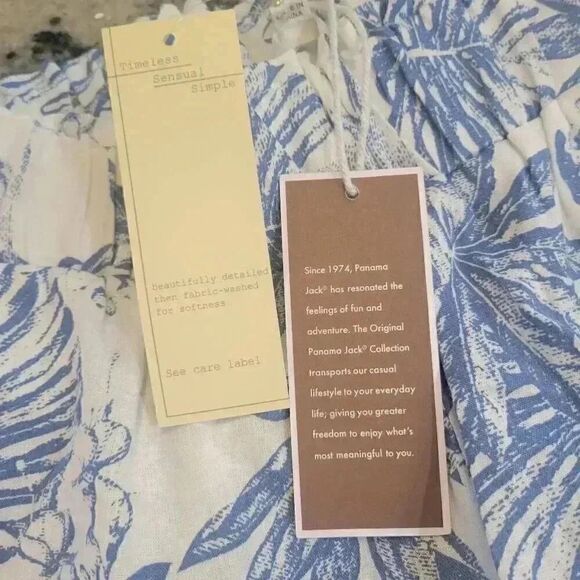 Timeless
Sensual
Simple
beautifully detailed
then fabric-washed
for softness
See care label
Since 1974, Panama
Jack® has resonated the
feelings of fun and
adventure. The Original
Panama Jack® Collection
transports our casual
lifestyle to your everyday
life; giving you greater
freedom to enjoy what's
most meaningful to you.